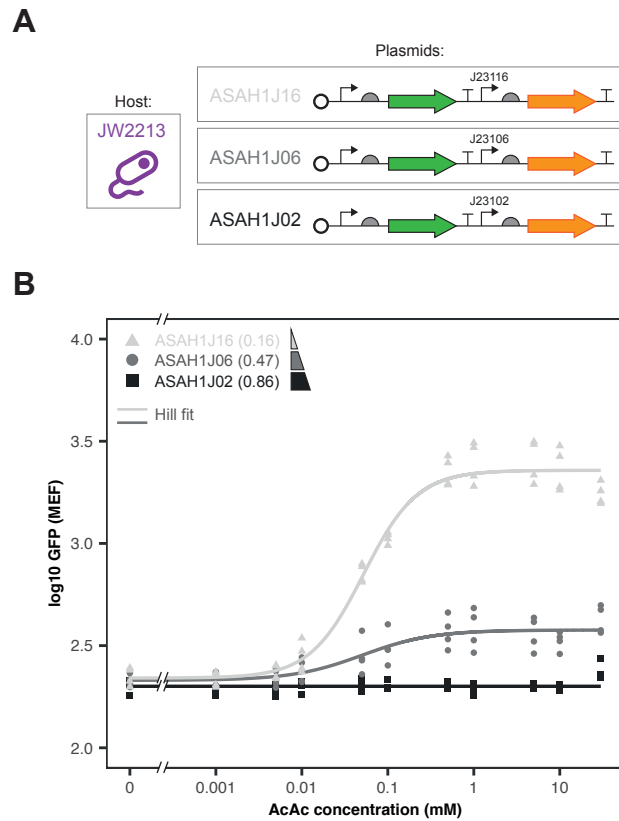 A
Plasmids:
Host:
JW2213
ASAH1J16
J23116
ASAH1J06
J23106
ASAH1J02
J23102
B
log10 GFP (MEF)
4.0
3.5
3.0
2.5
2.0
ASAH1J16 (0.16)
ASAH1J06 (0.47)
ASAH1J02 (0.86)
Hill fit
0 0.001 0.01 0.1 1 10
AcAc concentration (mM)